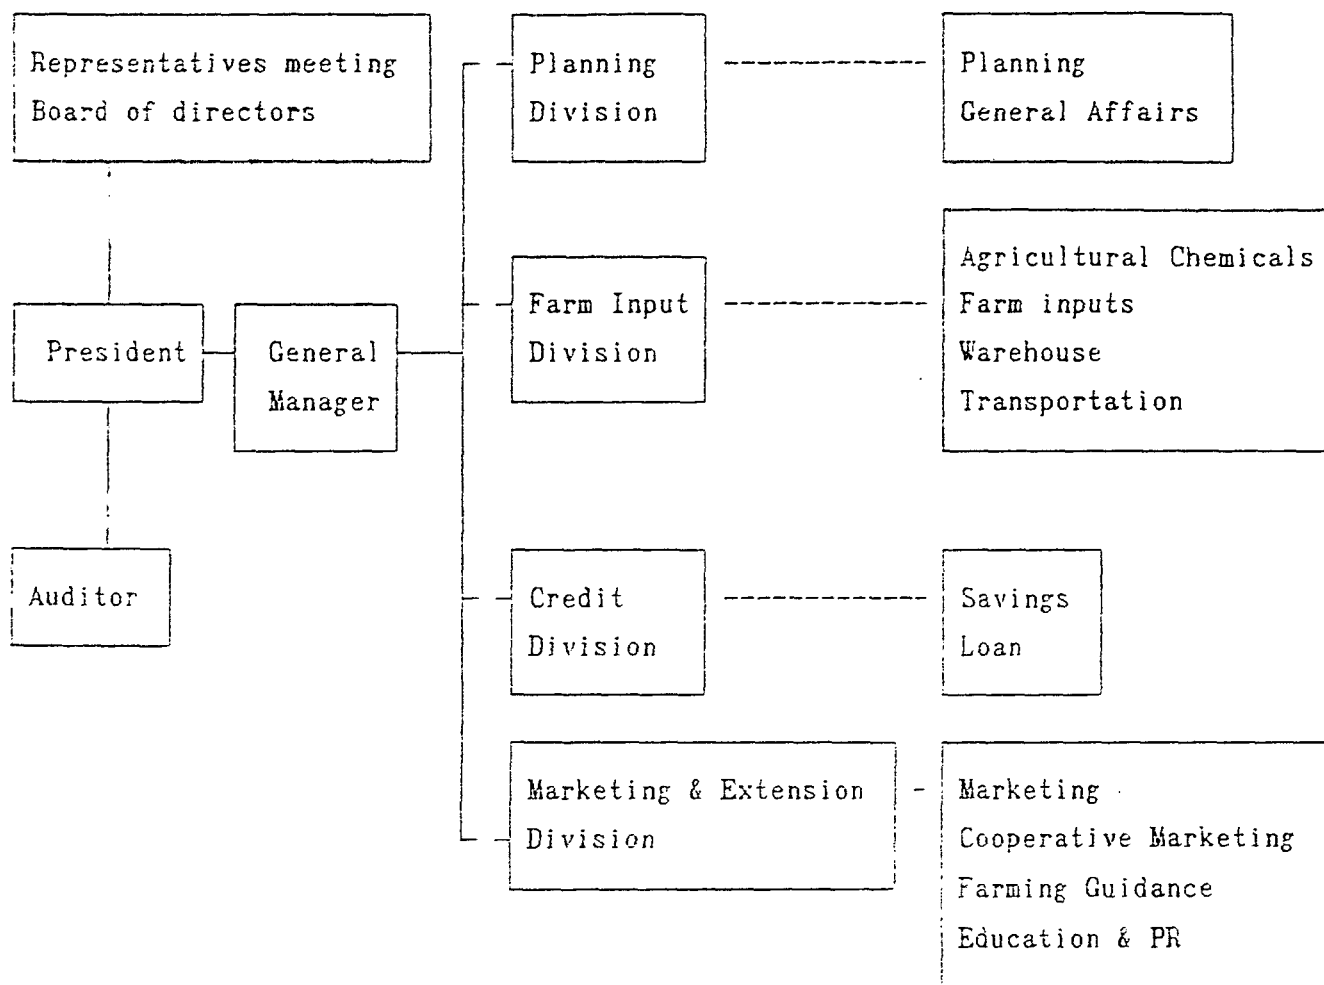 Representatives meeting
Board of directors
President
General
Manager
Auditor
Planning
Division
Farm Input
Division
Credit
Division
Marketing & Extension
Division
Planning
General Affairs
Agricultural Chemicals
Farm inputs
Warehouse
Transportation
Savings
Loan
Marketing
Cooperative Marketing
Farming Guidance
Education & PR